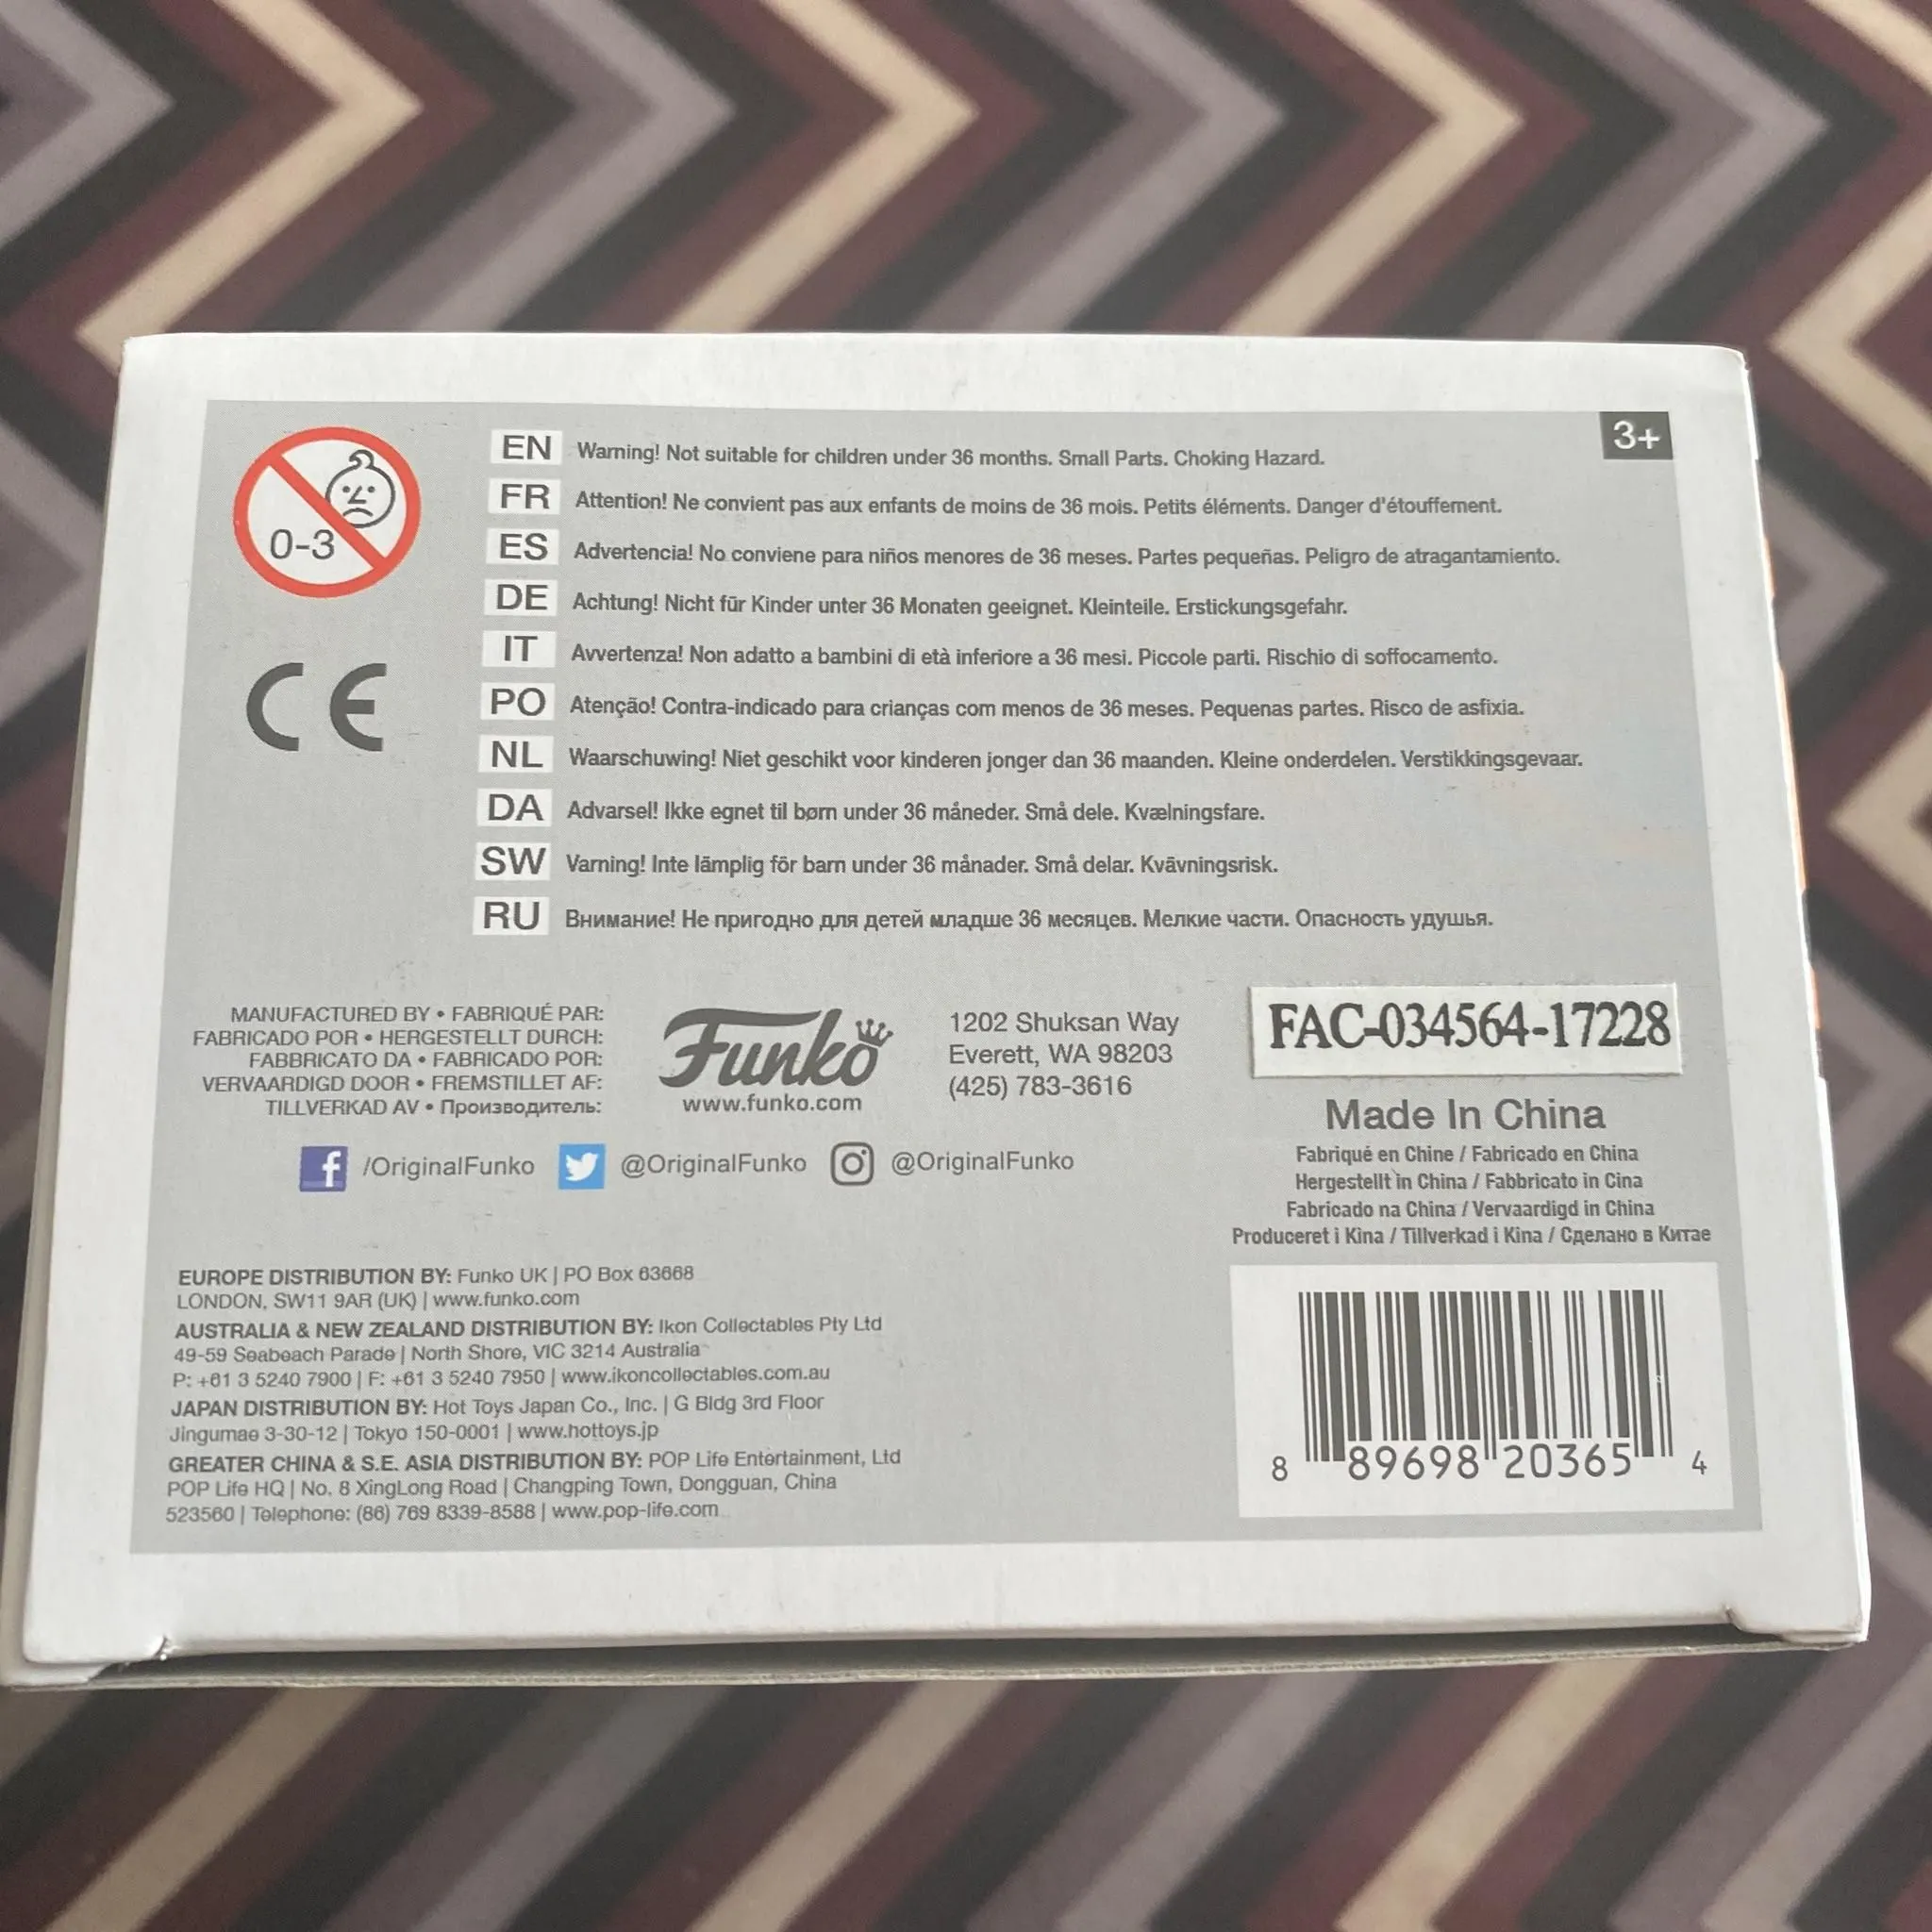 3+
0-3
EN Warning! Not suitable for children under 36 months. Small Parts. Choking Hazard.
FR Attention! Ne convient pas aux enfants de moins de 36 mois. Petits éléments. Danger d'étouffement.
ES Advertencia! No conviene para niños menores de 36 meses. Partes pequeñas. Peligro de atragantamiento.
DE Achtung! Nicht für Kinder unter 36 Monaten geeignet. Kleinteile. Erstickungsgefahr.
IT Avvertenza! Non adatto a bambini di età inferiore a 36 mesi. Piccole parti. Rischio di soffocamento.
PO Atenção! Contra-indicado para crianças com menos de 36 meses. Pequenas partes. Risco de asfixia.
NL Waarschuwing! Niet geschikt voor kinderen jonger dan 36 maanden. Kleine onderdelen. Verstikkingsgevaar.
DA Advarsel! Ikke egnet til børn under 36 måneder. Små dele. Kvælningsfare.
SW Varning! Inte lämplig för barn under 36 månader. Små delar. Kvävningsrisk.
RU Внимание! Не пригодно для детей младше 36 месяцев. Мелкие части. Опасность удушья.
CE
MANUFACTURED BY • FABRIQUÉ PAR:
FABRICADO POR • HERGESTELLT DURCH:
FABBRICATO DA • FABRICADO POR:
VERVAARDIGD DOOR • FREMSTILLET AF:
TILLVERKAD AV • Производитель:
Funko
www.funko.com
1202 Shuksan Way
Everett, WA 98203
(425) 783-3616
FAC-034564-17228
Made In China
Fabriqué en Chine / Fabricado en China
Hergestellt in China / Fabbricato in Cina
Fabricado na China / Vervaardigd in China
Produceret i Kina / Tillverkad i Kina / Сделано в Китае
f /OriginalFunko @OriginalFunko @OriginalFunko
EUROPE DISTRIBUTION BY: Funko UK | PO Box 63668
LONDON, SW11 9AR (UK) | www.funko.com
AUSTRALIA & NEW ZEALAND DISTRIBUTION BY: Ikon Collectables Pty Ltd
49-59 Seabeach Parade | North Shore, VIC 3214 Australia
P: +61 3 5240 7900 | F: +61 3 5240 7950 | www.ikoncollectables.com.au
JAPAN DISTRIBUTION BY: Hot Toys Japan Co., Inc. | G Bldg 3rd Floor
Jingumae 3-30-12 | Tokyo 150-0001 | www.hottoys.jp
GREATER CHINA & S.E. ASIA DISTRIBUTION BY: POP Life Entertainment, Ltd
POP Life HQ | No. 8 XingLong Road | Changping Town, Dongguan, China
523560 | Telephone: (86) 769 8339-8588 | www.pop-life.com
8 89698 20365 4